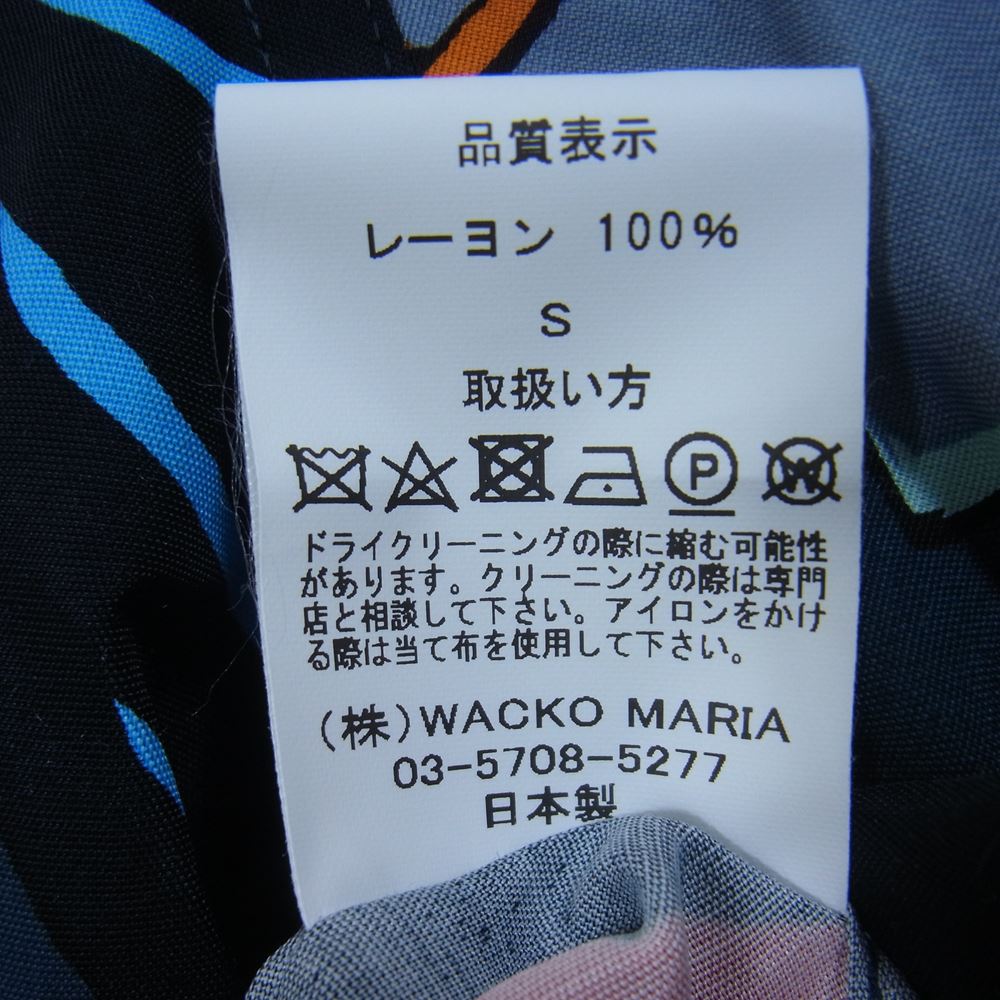 品質表示
レーヨン 100%
S
取扱い方
P W
ドライクリーニングの際に縮む可能性
があります。クリーニングの際は専門
店と相談して下さい。アイロンをかけ
る際は当て布を使用して下さい。
(株)WACKO MARIA
03-5708-5277
日本製